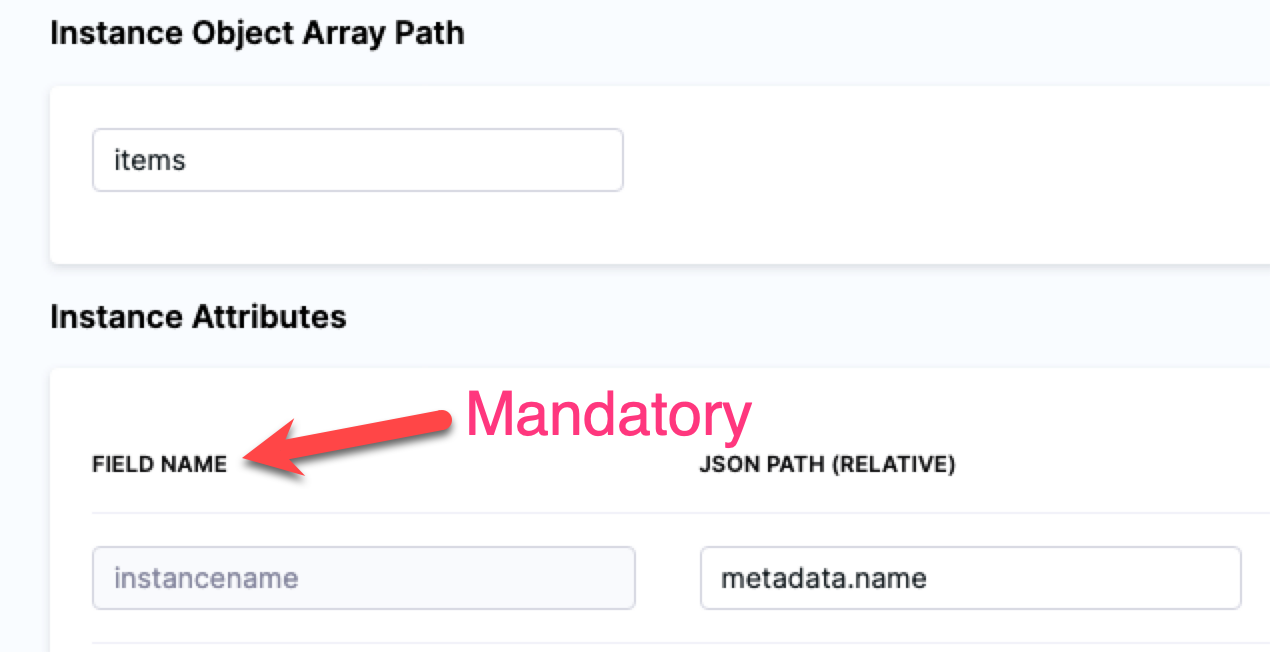 Instance Object Array Path
items
Instance Attributes
Mandatory
FIELD NAME
JSON PATH (RELATIVE)
instancename
metadata.name